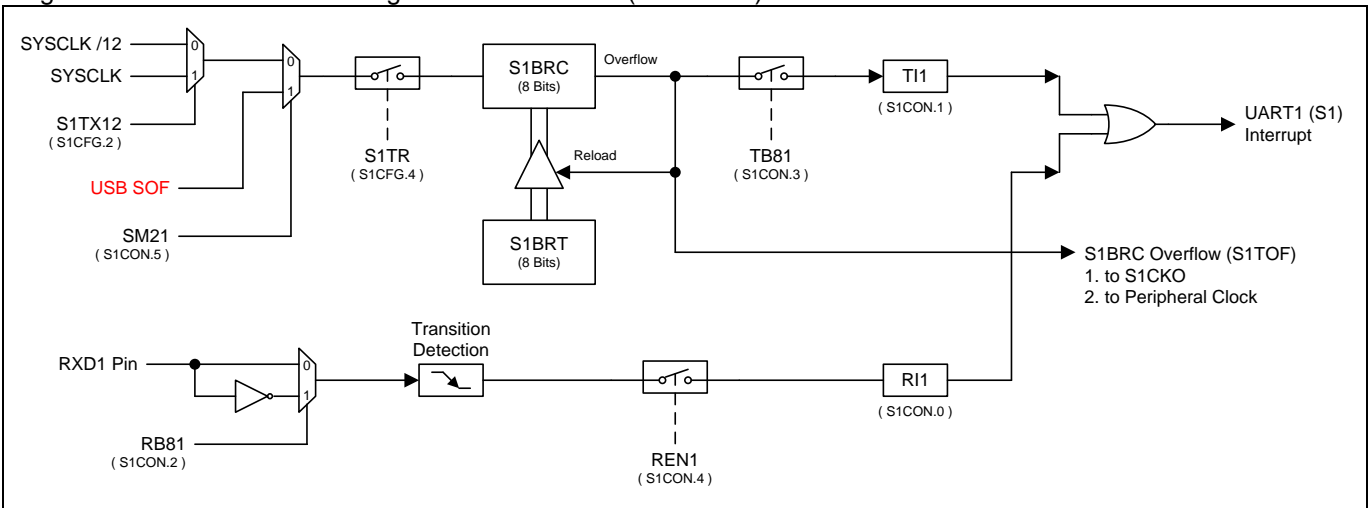 SYSCLK /12
SYSCLK
0
1
S1TX12
( S1CFG.2 )
USB SOF
0
1
SM21
( S1CON.5 )
S1TR
( S1CFG.4 )
S1BRC
(8 Bits)
Overflow
Reload
S1BRT
(8 Bits)
TB81
( S1CON.3 )
TI1
( S1CON.1 )
UART1 (S1)
Interrupt
S1BRC Overflow (S1TOF)
1. to S1CKO
2. to Peripheral Clock
RXD1 Pin
0
1
RB81
( S1CON.2 )
Transition
Detection
REN1
( S1CON.4 )
RI1
( S1CON.0 )